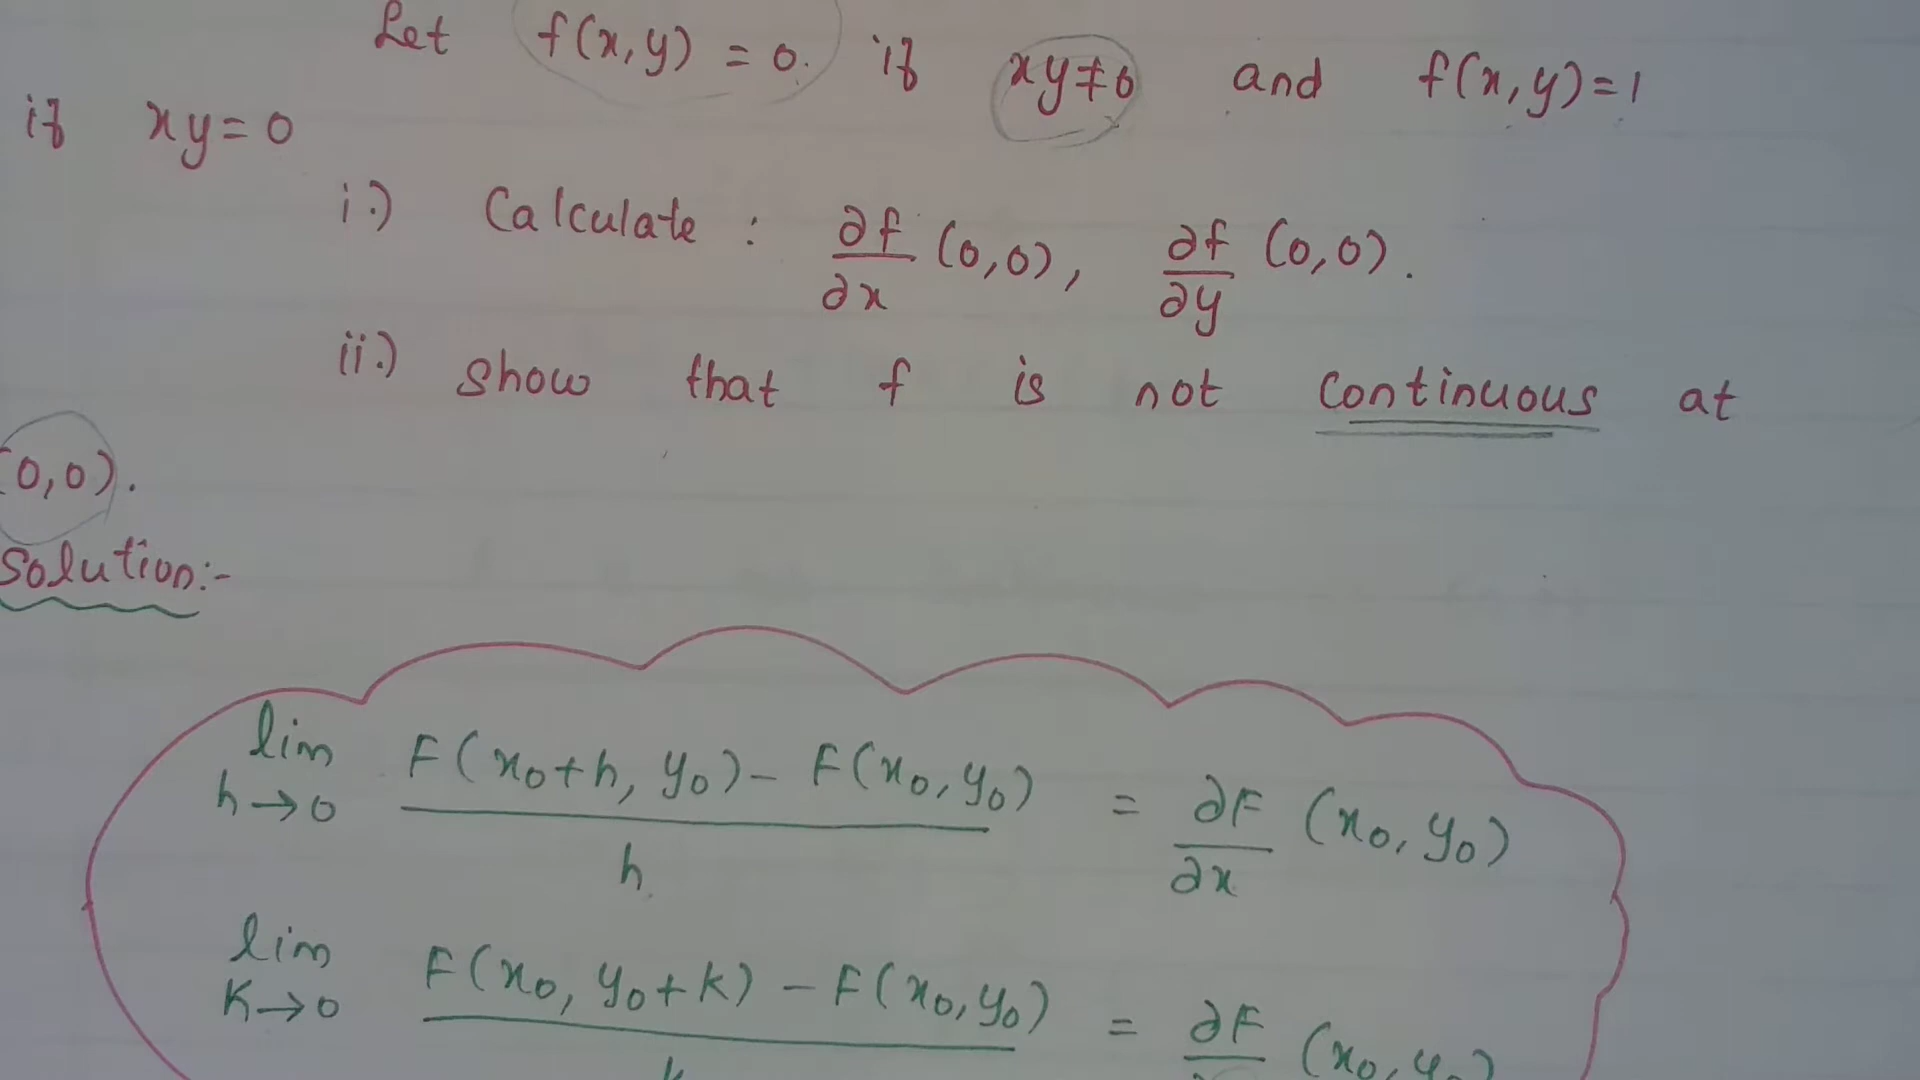 Let f(x,y) = 0. if xy≠0 and f(x,y)=1
if xy=0
i.) Calculate : ∂f/∂x (0,0), ∂f/∂y (0,0).
ii.) show that f is not continuous at
(0,0).
Solution:-
lim h→0 F(x₀+h, y₀) - F(x₀,y₀) / h = ∂F/∂x (x₀, y₀)
lim K→0 F(x₀, y₀+k) - F(x₀,y₀) / k = ∂F (x₀, y₀)